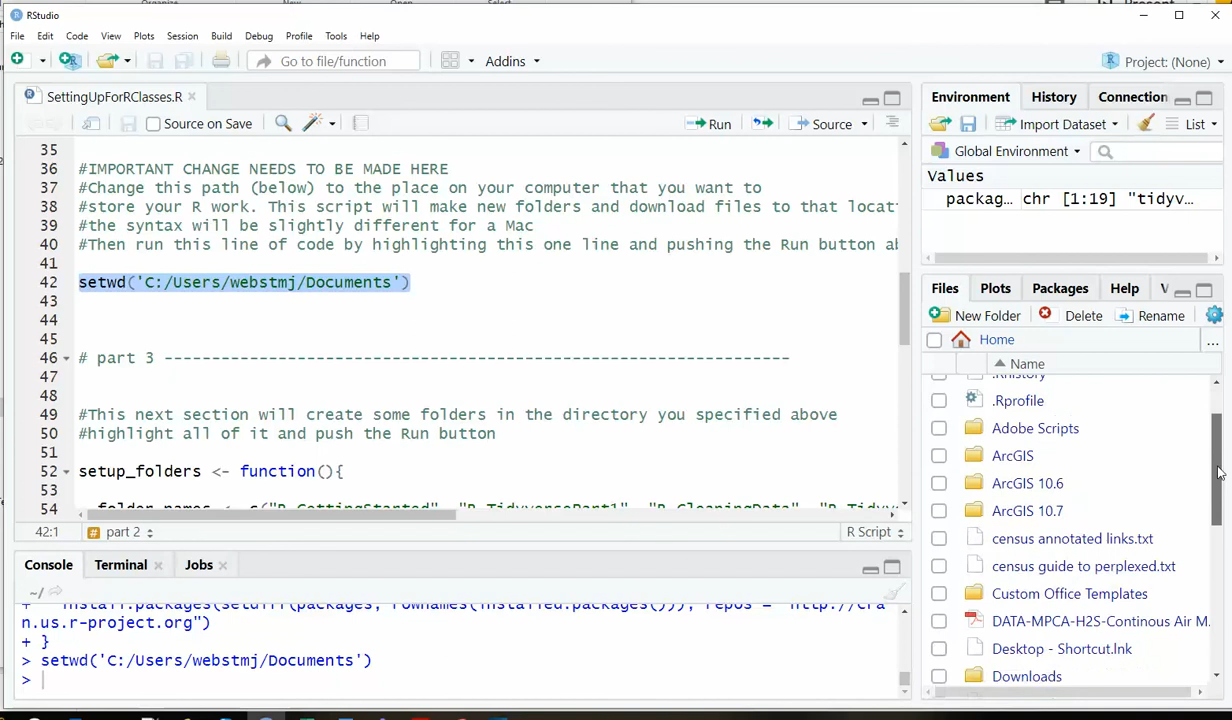 RStudio
File Edit Code View Plots Session Build Debug Profile Tools Help
Go to file/function Addins Project: (None)
SettingUpForRClasses.R
Source on Save Run Source
35
36 #IMPORTANT CHANGE NEEDS TO BE MADE HERE
37 #Change this path (below) to the place on your computer that you want to
38 #store your R work. This script will make new folders and download files to that locat
39 #the syntax will be slightly different for a Mac
40 #Then run this line of code by highlighting this one line and pushing the Run button ab
41
42 setwd('C:/Users/webstmj/Documents')
43
44
45
46 # part 3 ------------------------------------------------------------------
47
48
49 #This next section will create some folders in the directory you specified above
50 #highlight all of it and push the Run button
51
52 setup_folders <- function(){
53
54
42:1 # part 2 R Script
Console Terminal Jobs
~/
n.us.r-project.org")
+ }
> setwd('C:/Users/webstmj/Documents')
>
Environment History Connection
Import Dataset List
Global Environment
Values
packag… chr [1:19] "tidyv…
Files Plots Packages Help V
New Folder Delete Rename
Home ...
Name
.Rhistory
.Rprofile
Adobe Scripts
ArcGIS
ArcGIS 10.6
ArcGIS 10.7
census annotated links.txt
census guide to perplexed.txt
Custom Office Templates
DATA-MPCA-H2S-Continous Air M.
Desktop - Shortcut.lnk
Downloads